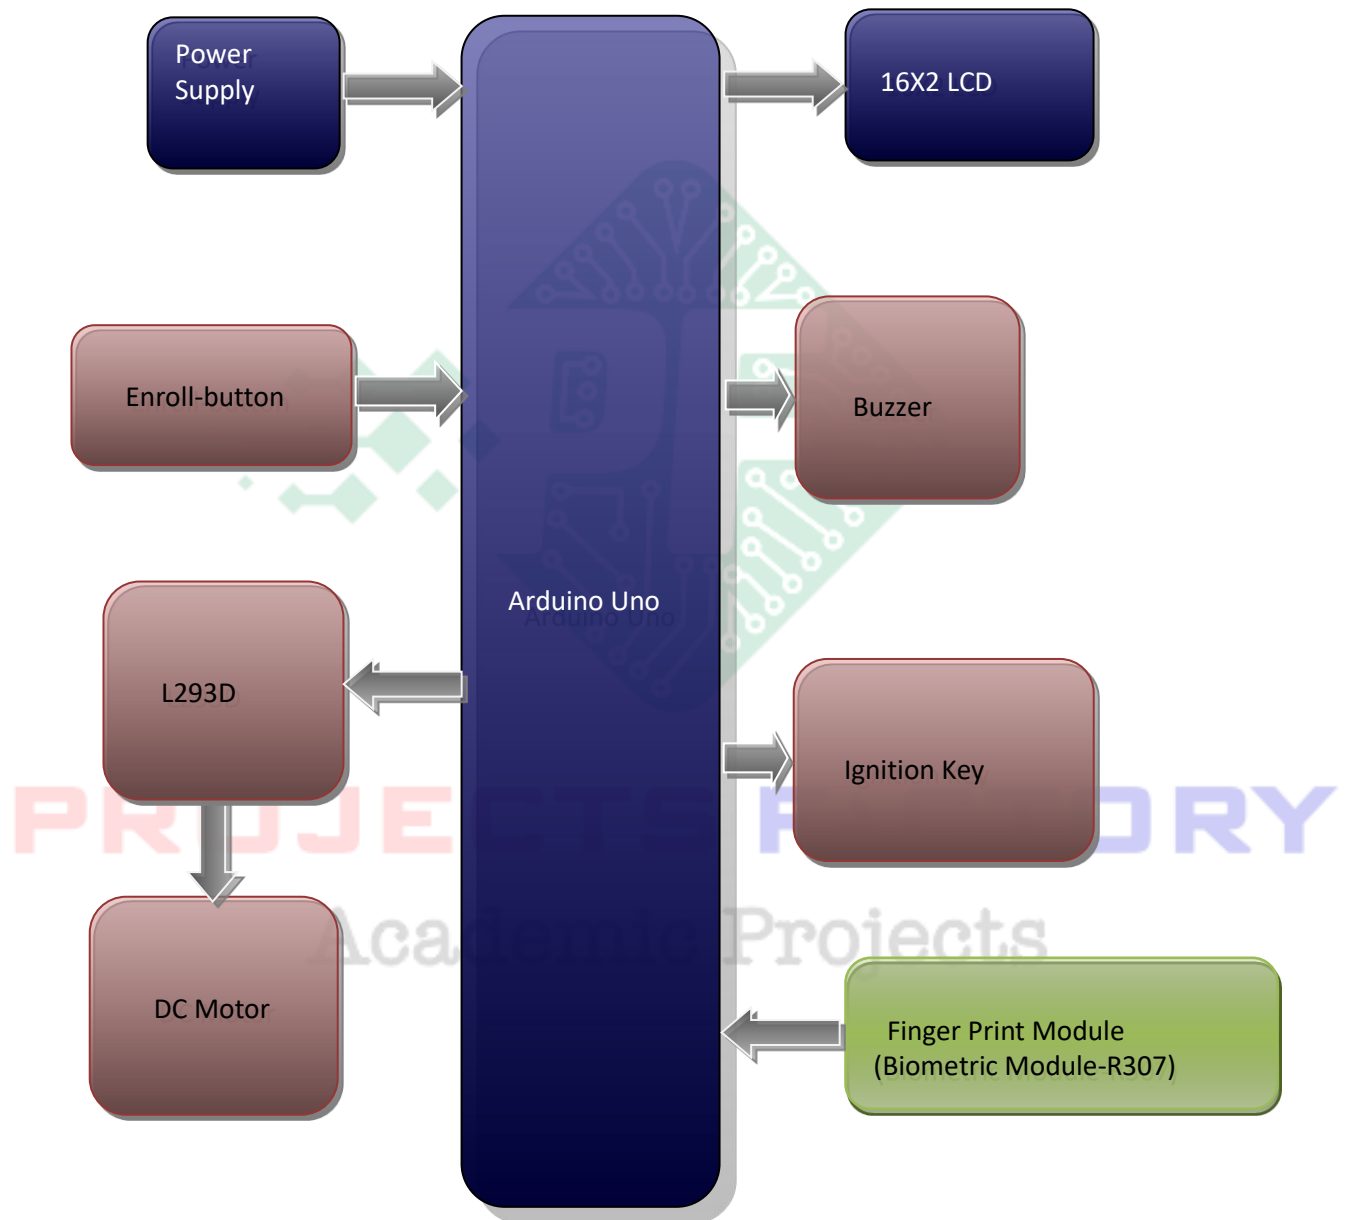 Power
Supply
16X2 LCD
Enroll-button
Buzzer
Arduino Uno
L293D
Ignition Key
PROJECTS F   ORY
Academic Projects
DC Motor
Finger Print Module
(Biometric Module-R307)